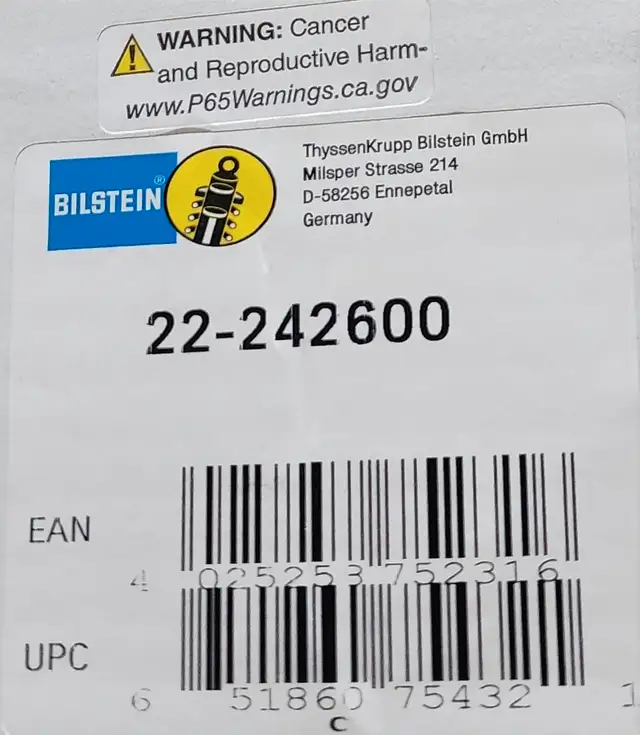 WARNING: Cancer
and Reproductive Harm-
www.P65Warnings.ca.gov
BILSTEIN®
ThyssenKrupp Bilstein GmbH
Milsper Strasse 214
D-58256 Ennepetal
Germany
22-242600
EAN
4 025253 752316
UPC
6 51860 75432 1
C